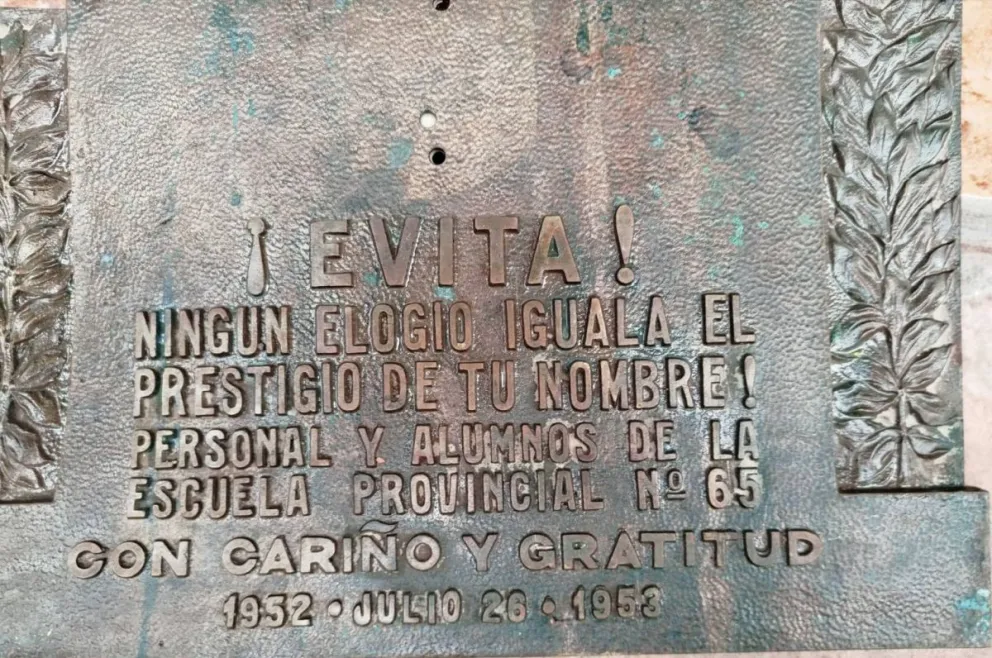 ¡EVITA!
NINGUN ELOGIO IGUALA EL
PRESTIGIO DE TU NOMBRE!
PERSONAL Y ALUMNOS DE LA
ESCUELA PROVINCIAL Nº 65
CON CARIÑO Y GRATITUD
1952 • JULIO 26 • 1953